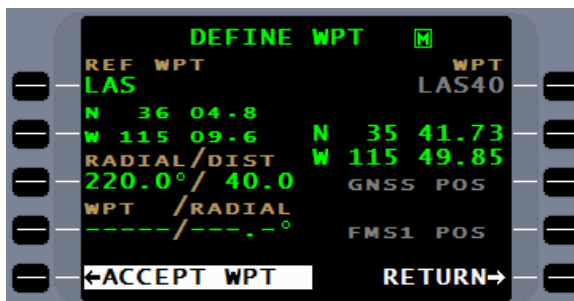 DEFINE WPT M
REF WPT WPT
LAS LAS40
N 36 04.8
W 115 09.6 N 35 41.73
RADIAL/DIST W 115 49.85
220.0°/ 40.0 GNSS POS
WPT /RADIAL
-----/---.-° FMS1 POS
←ACCEPT WPT RETURN→